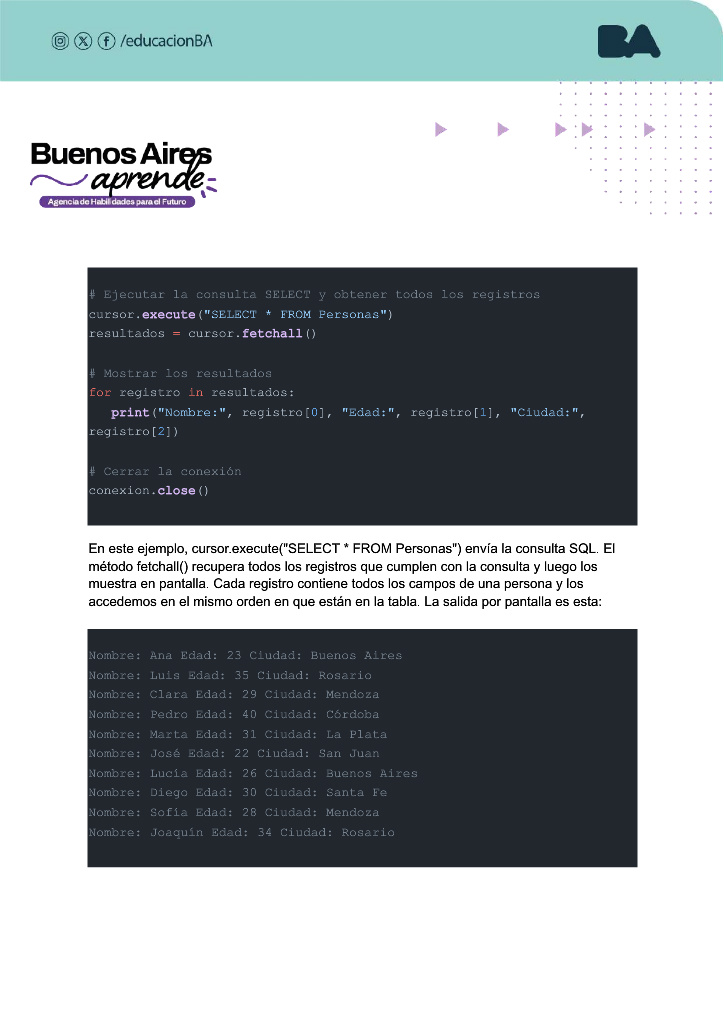 /educacionBA
BA
Buenos Aires
aprende
Agencia de Habilidades para el Futuro
# Ejecutar la consulta SELECT y obtener todos los registros
cursor.execute("SELECT * FROM Personas")
resultados = cursor.fetchall()
# Mostrar los resultados
for registro in resultados:
   print("Nombre:", registro[0], "Edad:", registro[1], "Ciudad:",
registro[2])
# Cerrar la conexión
conexion.close()
En este ejemplo, cursor.execute("SELECT * FROM Personas") envía la consulta SQL. El
método fetchall() recupera todos los registros que cumplen con la consulta y luego los
muestra en pantalla. Cada registro contiene todos los campos de una persona y los
accedemos en el mismo orden en que están en la tabla. La salida por pantalla es esta:
Nombre: Ana Edad: 23 Ciudad: Buenos Aires
Nombre: Luis Edad: 35 Ciudad: Rosario
Nombre: Clara Edad: 29 Ciudad: Mendoza
Nombre: Pedro Edad: 40 Ciudad: Córdoba
Nombre: Marta Edad: 31 Ciudad: La Plata
Nombre: José Edad: 22 Ciudad: San Juan
Nombre: Lucía Edad: 26 Ciudad: Buenos Aires
Nombre: Diego Edad: 30 Ciudad: Santa Fe
Nombre: Sofía Edad: 28 Ciudad: Mendoza
Nombre: Joaquín Edad: 34 Ciudad: Rosario